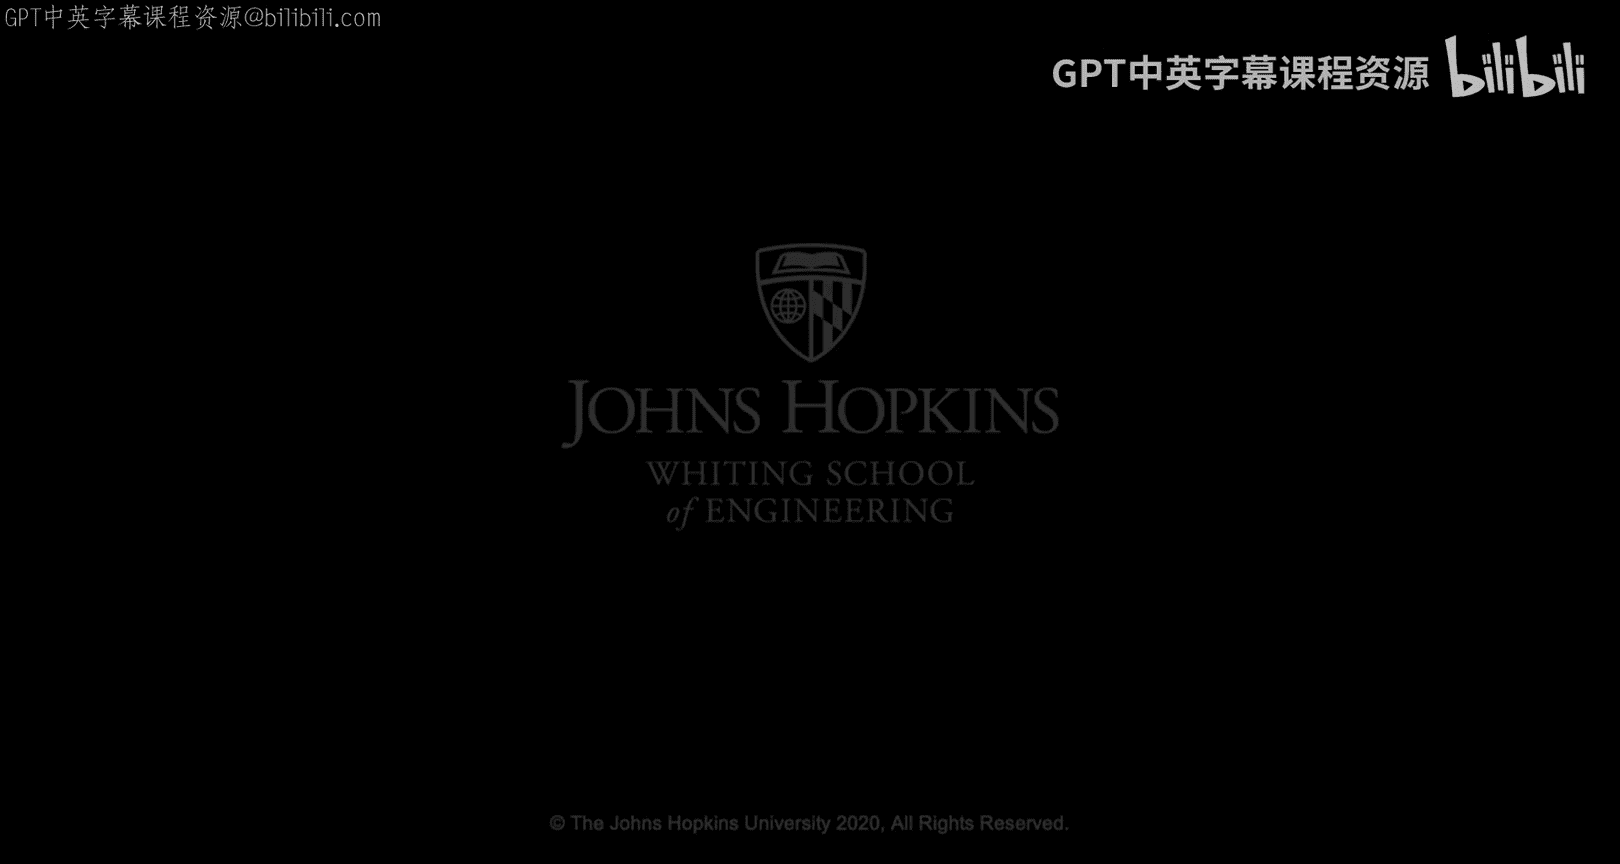 GPT中英字幕课程资源@bilibili.com
GPT中英字幕课程资源 bilibili
JOHNS HOPKINS
WHITING SCHOOL
of ENGINEERING
© The Johns Hopkins University 2020, All Rights Reserved.